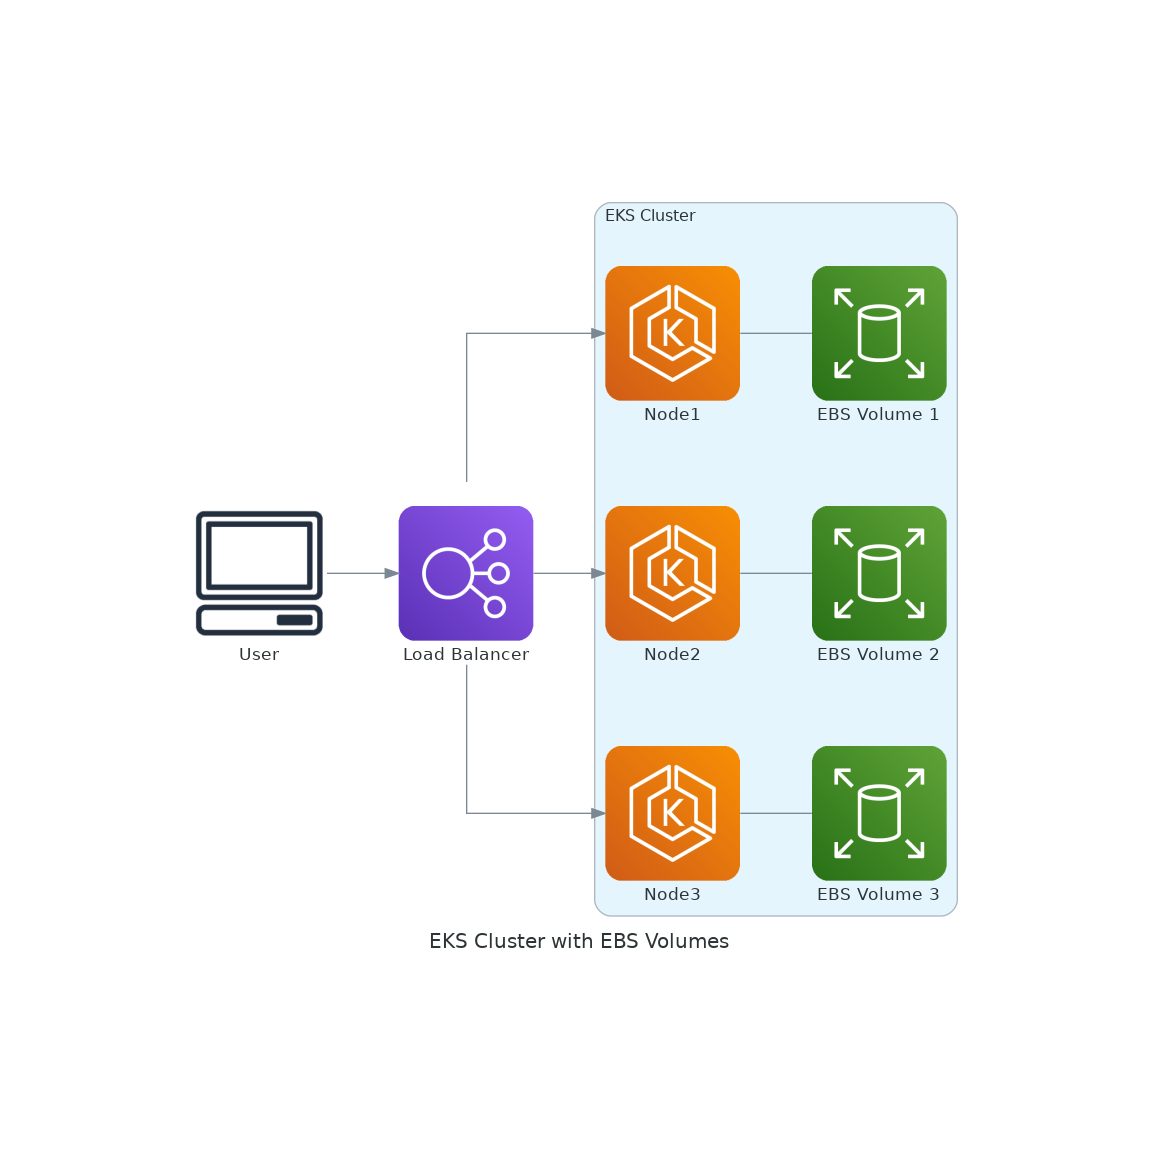 EKS Cluster
Node1
EBS Volume 1
User
Load Balancer
Node2
EBS Volume 2
Node3
EBS Volume 3
EKS Cluster with EBS Volumes